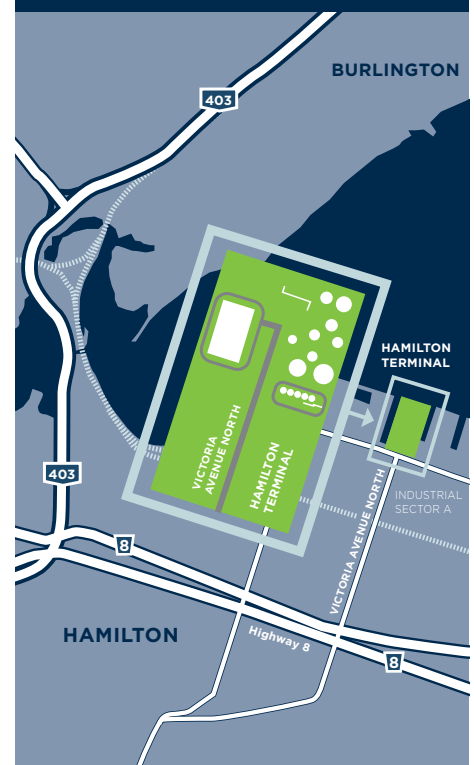 BURLINGTON
403
HAMILTON
TERMINAL
VICTORIA
AVENUE NORTH
HAMILTON
TERMINAL
403
INDUSTRIAL
SECTOR A
VICTORIA AVENUE NORTH
8
HAMILTON
Highway 8
8